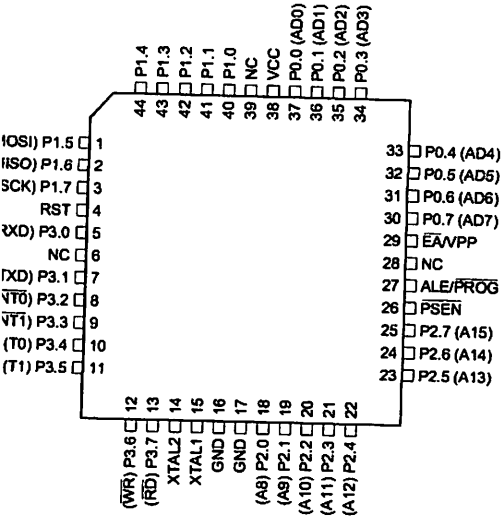 P1.4
P1.3
P1.2
P1.1
P1.0
NC
VCC
P0.0 (AD0)
P0.1 (AD1)
P0.2 (AD2)
P0.3 (AD3)
44
43
42
41
40
39
38
37
36
35
34
IOSI) P1.5 1
IISO) P1.6 2
SCK) P1.7 3
RST 4
RXD) P3.0 5
NC 6
TXD) P3.1 7
NT0) P3.2 8
NT1) P3.3 9
(T0) P3.4 10
(T1) P3.5 11
33 P0.4 (AD4)
32 P0.5 (AD5)
31 P0.6 (AD6)
30 P0.7 (AD7)
29 EA/VPP
28 NC
27 ALE/PROG
26 PSEN
25 P2.7 (A15)
24 P2.6 (A14)
23 P2.5 (A13)
12
13
14
15
16
17
18
19
20
21
22
(WR) P3.6
(RD) P3.7
XTAL2
XTAL1
GND
GND
(A8) P2.0
(A9) P2.1
(A10) P2.2
(A11) P2.3
(A12) P2.4